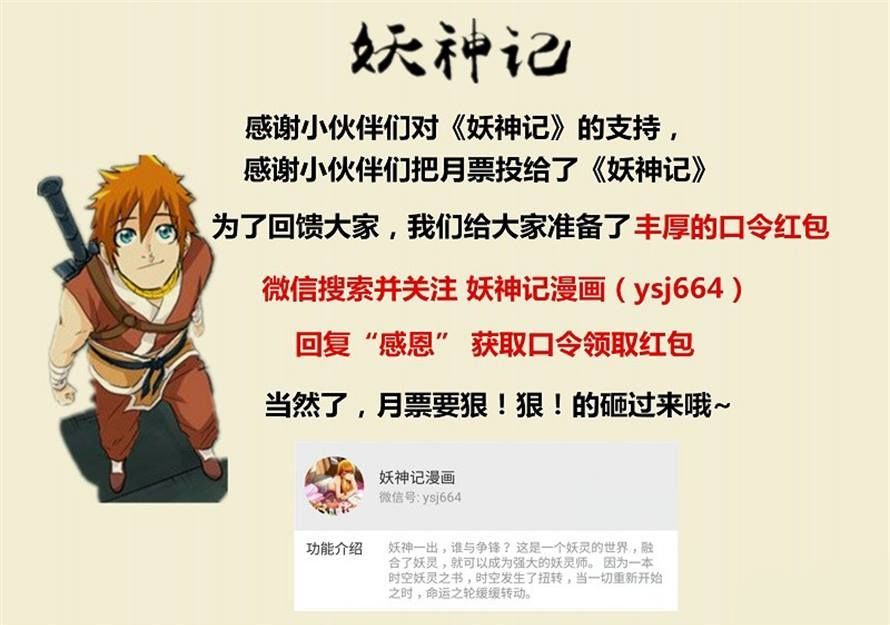 妖神记
感谢小伙伴们对《妖神记》的支持，
感谢小伙伴们把月票投给了《妖神记》
为了回馈大家，我们给大家准备了丰厚的口令红包
微信搜索并关注 妖神记漫画（ysj664）
回复“感恩” 获取口令领取红包
当然了，月票要狠！狠！的砸过来哦~
妖神记漫画
微信号: ysj664
功能介绍
妖神一出，谁与争锋？ 这是一个妖灵的世界，融
合了妖灵，就可以成为强大的妖灵师。 因为一本
时空妖灵之书，时空发生了扭转，当一切重新开始
之时，命运之轮缓缓转动。